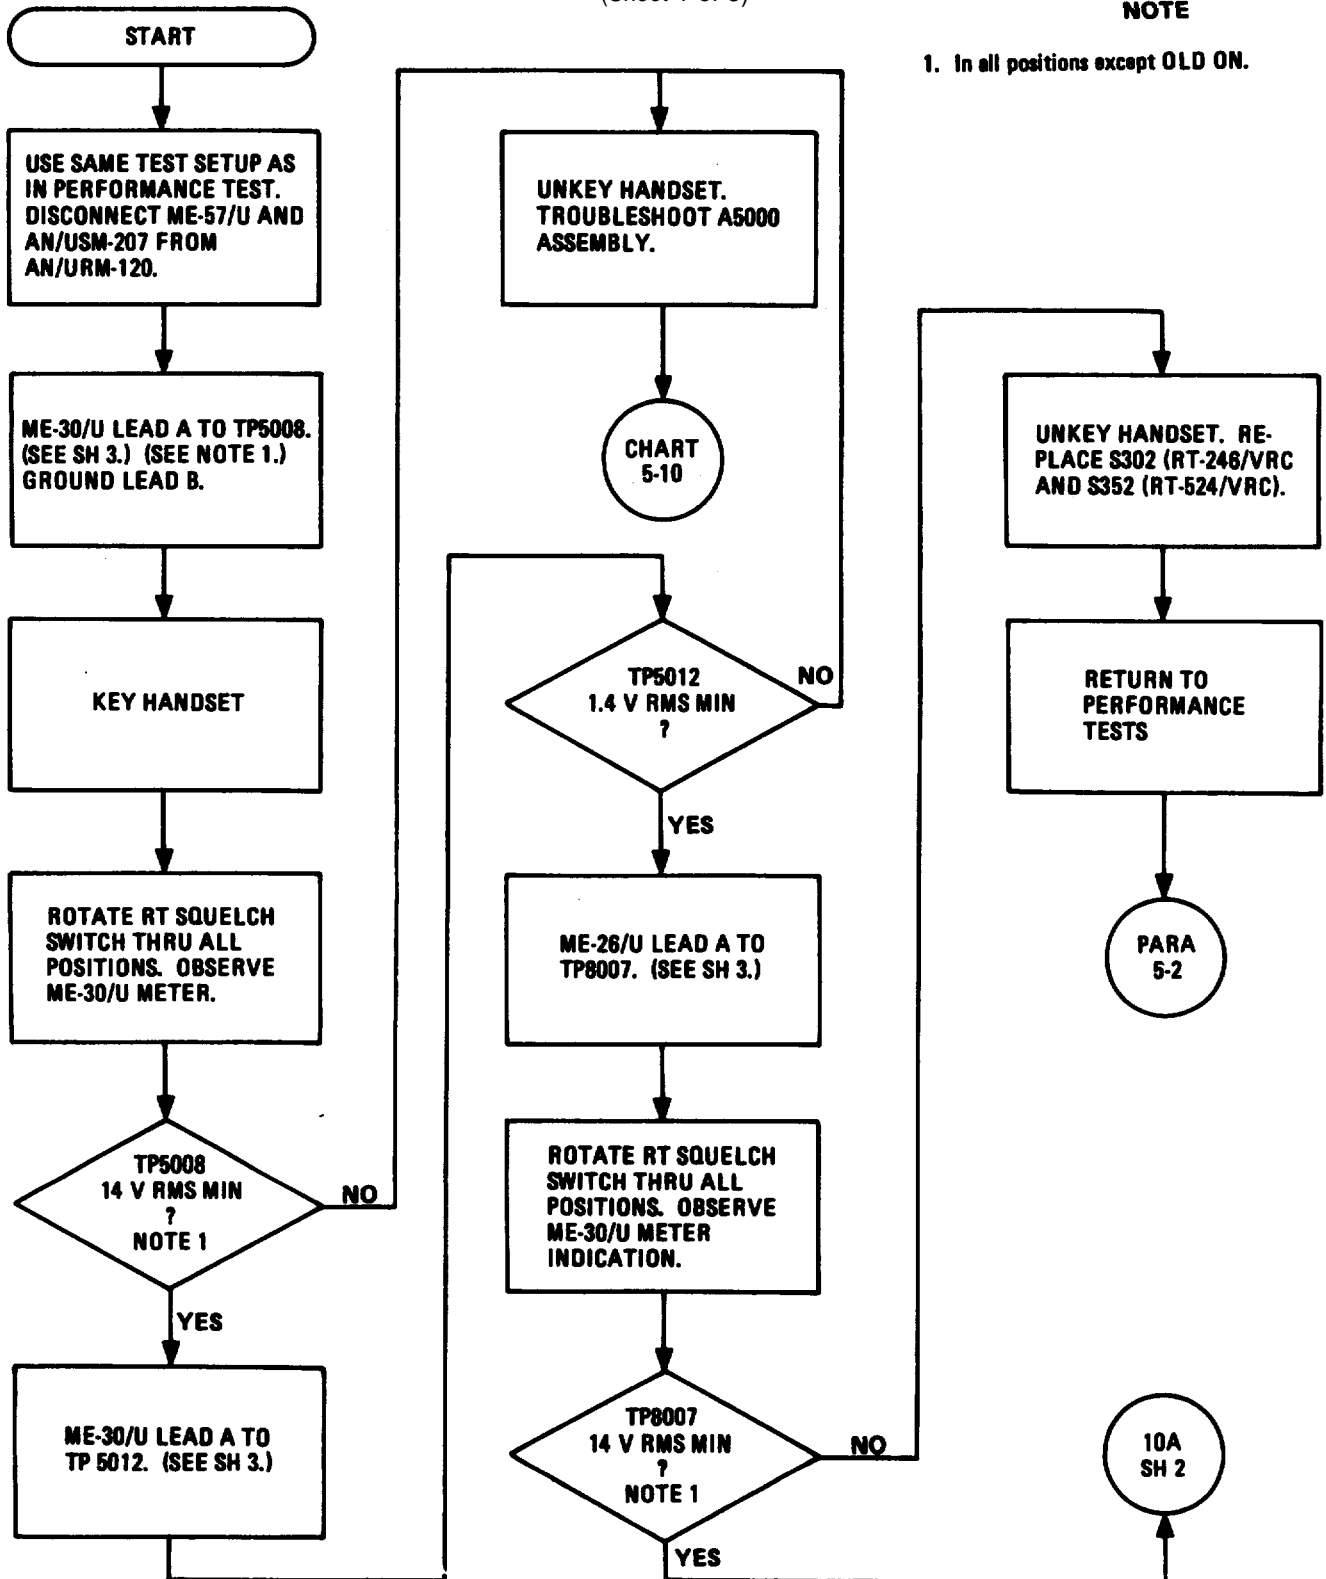 NOTE
1. In all positions except OLD ON.
START
USE SAME TEST SETUP AS
IN PERFORMANCE TEST.
DISCONNECT ME-57/U AND
AN/USM-207 FROM
AN/URM-120.
ME-30/U LEAD A TO TP5008.
(SEE SH 3.) (SEE NOTE 1.)
GROUND LEAD B.
KEY HANDSET
ROTATE RT SQUELCH
SWITCH THRU ALL
POSITIONS. OBSERVE
ME-30/U METER.
TP5008
14 V RMS MIN
?
NOTE 1
NO
YES
ME-30/U LEAD A TO
TP 5012. (SEE SH 3.)
UNKEY HANDSET.
TROUBLESHOOT A5000
ASSEMBLY.
CHART
5-10
TP5012
1.4 V RMS MIN
?
NO
YES
ME-26/U LEAD A TO
TP8007. (SEE SH 3.)
ROTATE RT SQUELCH
SWITCH THRU ALL
POSITIONS. OBSERVE
ME-30/U METER
INDICATION.
TP8007
14 V RMS MIN
?
NOTE 1
NO
YES
UNKEY HANDSET. RE-
PLACE S302 (RT-246/VRC
AND S352 (RT-524/VRC).
RETURN TO
PERFORMANCE
TESTS
PARA
5-2
10A
SH 2